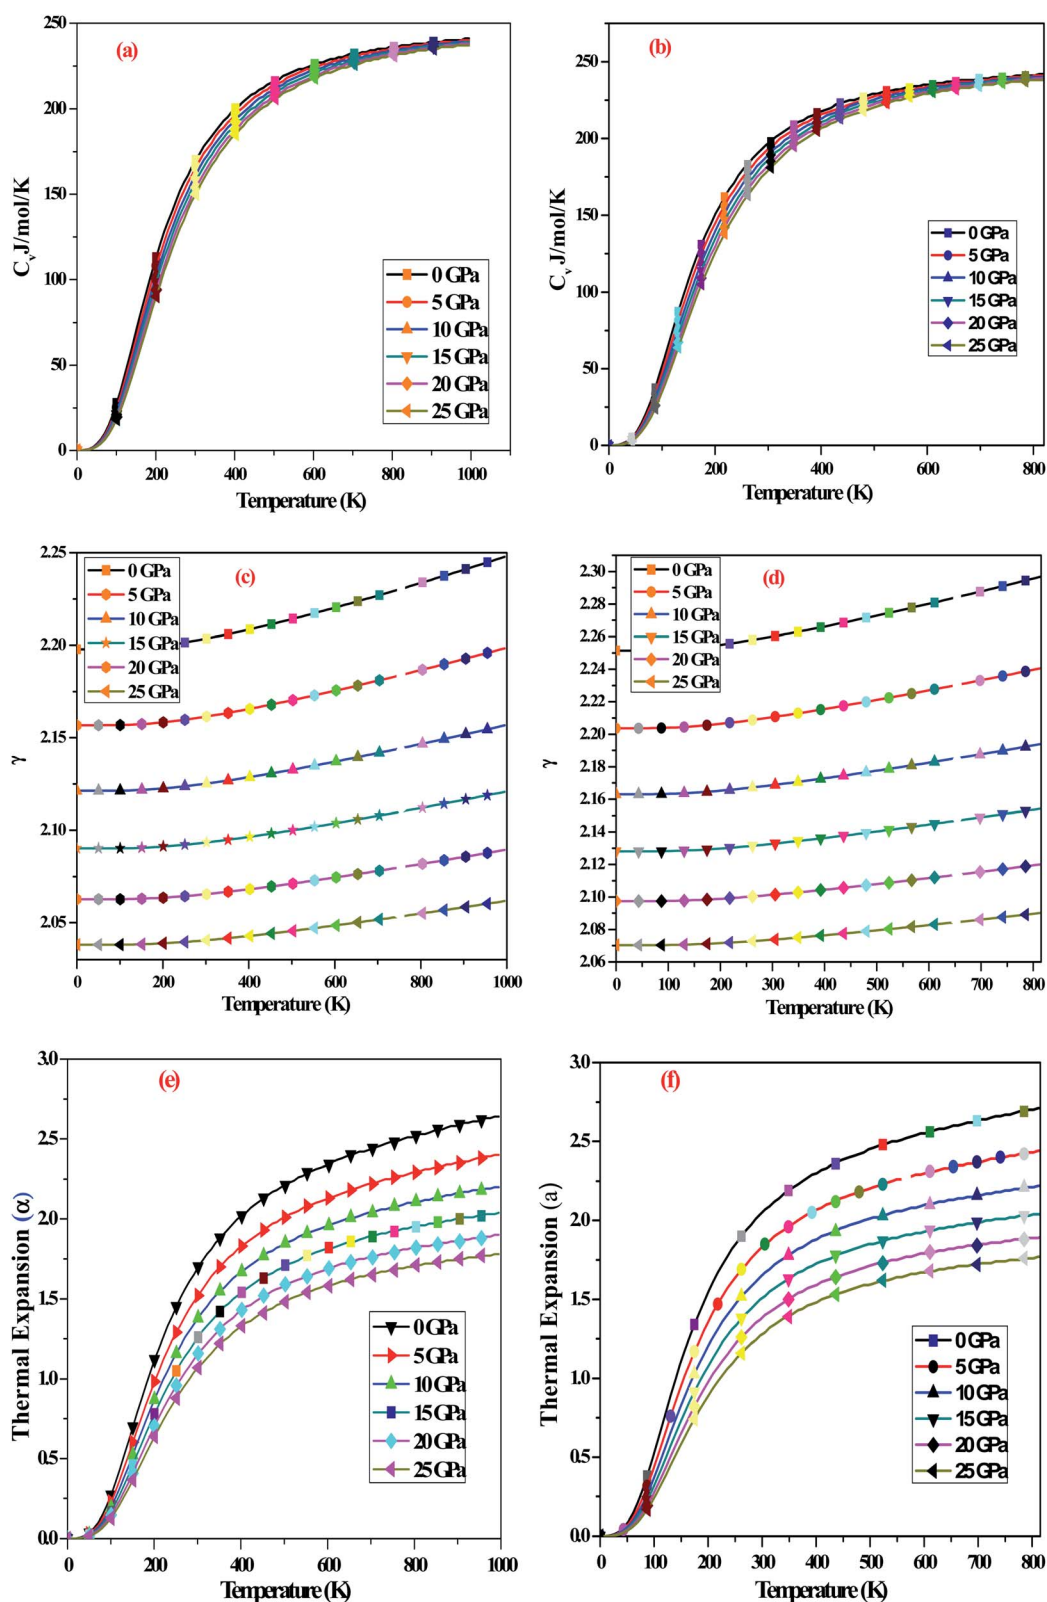 (a)
250
200
150
100
50
0
Cv J/mol/K
0 GPa
5 GPa
10 GPa
15 GPa
20 GPa
25 GPa
0 200 400 600 800 1000
Temperature (K)
(b)
250
200
150
100
50
0
Cv J/mol/K
0 GPa
5 GPa
10 GPa
15 GPa
20 GPa
25 GPa
0 200 400 600 800
Temperature (K)
(c)
2.25
2.20
2.15
2.10
2.05
γ
0 GPa
5 GPa
10 GPa
15 GPa
20 GPa
25 GPa
0 200 400 600 800 1000
Temperature (K)
(d)
2.30
2.28
2.26
2.24
2.22
2.20
2.18
2.16
2.14
2.12
2.10
2.08
2.06
γ
0 GPa
5 GPa
10 GPa
15 GPa
20 GPa
25 GPa
0 100 200 300 400 500 600 700 800
Temperature (K)
(e)
3.0
2.5
2.0
1.5
1.0
0.5
0.0
Thermal Expansion (α)
0 GPa
5 GPa
10 GPa
15 GPa
20 GPa
25 GPa
0 200 400 600 800 1000
Temperature (K)
(f)
3.0
2.5
2.0
1.5
1.0
0.5
0.0
Thermal Expansion (a)
0 GPa
5 GPa
10 GPa
15 GPa
20 GPa
25 GPa
0 100 200 300 400 500 600 700 800
Temperature (K)